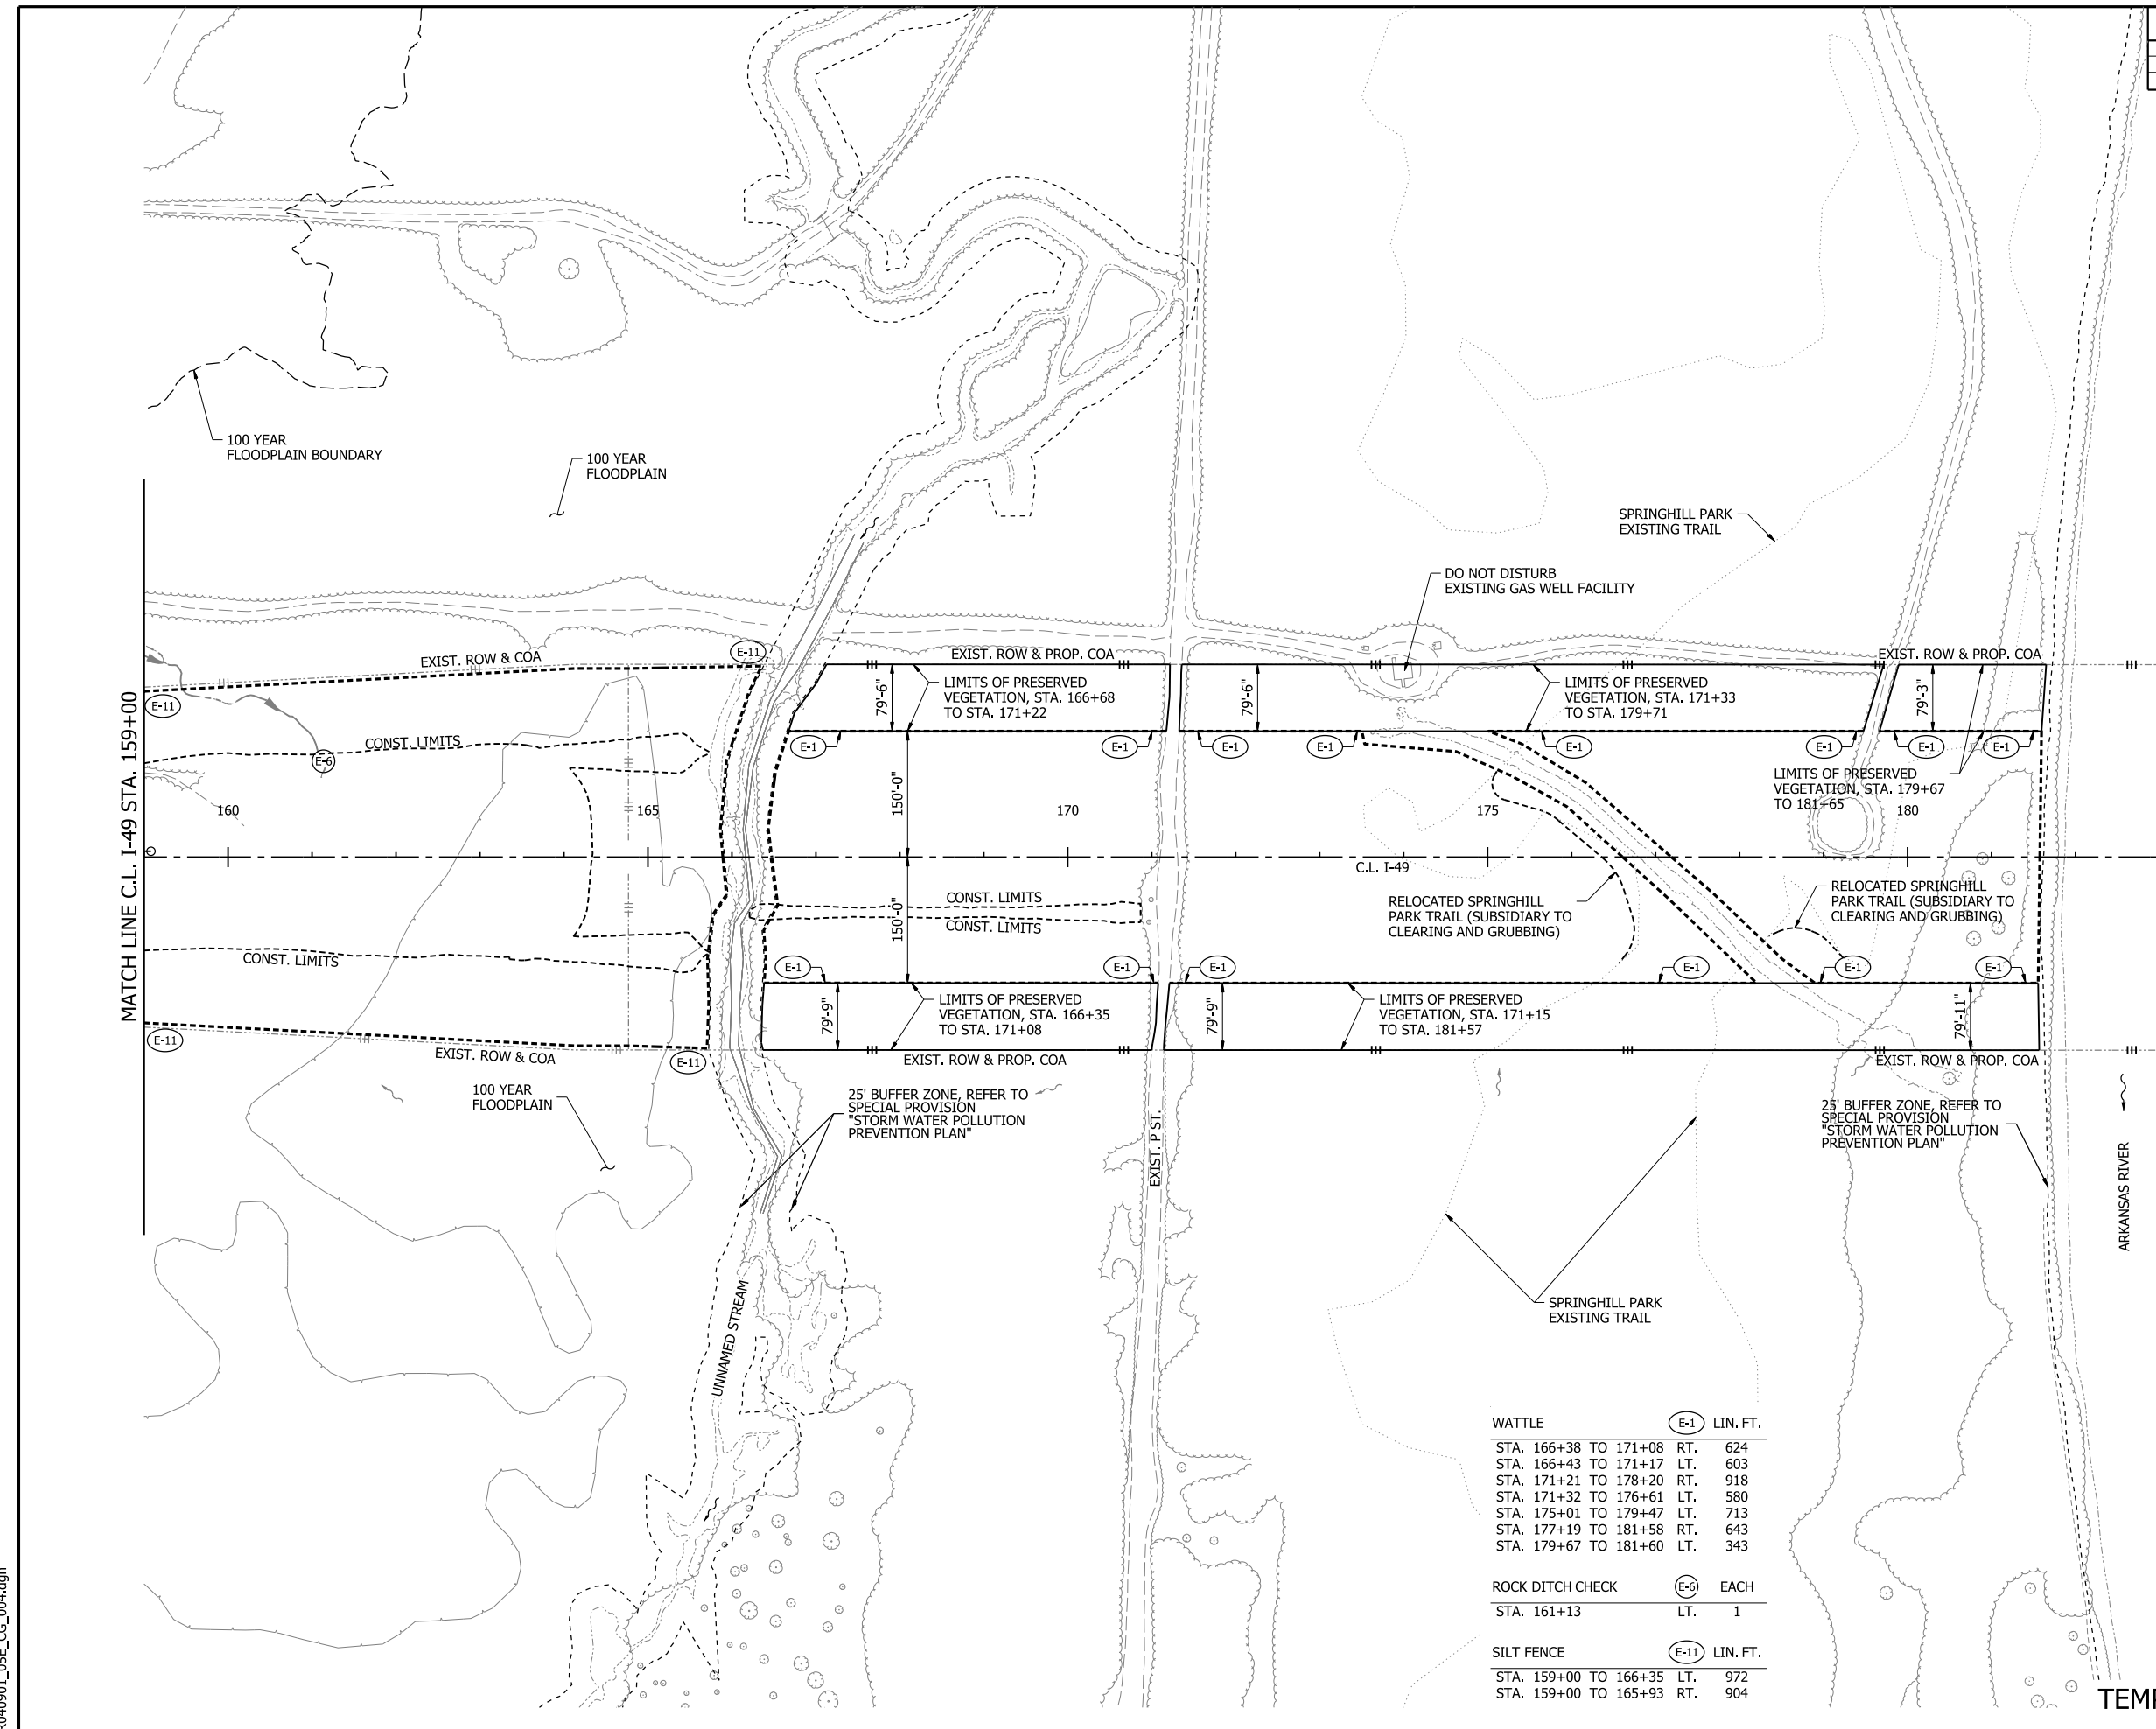 100 YEAR
FLOODPLAIN BOUNDARY
100 YEAR
FLOODPLAIN
SPRINGHILL PARK
EXISTING TRAIL
DO NOT DISTURB
EXISTING GAS WELL FACILITY
MATCH LINE C.L. I-49 STA. 159+00
E-11
EXIST. ROW & COA
E-11
EXIST. ROW & PROP. COA
EXIST. ROW & PROP. COA
79'-6"
LIMITS OF PRESERVED
VEGETATION, STA. 166+68
TO STA. 171+22
79'-6"
LIMITS OF PRESERVED
VEGETATION, STA. 171+33
TO STA. 179+71
79'-3"
CONST. LIMITS
E-6
E-1
E-1
E-1
E-1
E-1
E-1
E-1
E-1
LIMITS OF PRESERVED
VEGETATION, STA. 179+67
TO 181+65
160
165
150'-0"
170
175
180
C.L. I-49
CONST. LIMITS
CONST. LIMITS
150'-0"
RELOCATED SPRINGHILL
PARK TRAIL (SUBSIDIARY TO
CLEARING AND GRUBBING)
RELOCATED SPRINGHILL
PARK TRAIL (SUBSIDIARY TO
CLEARING AND GRUBBING)
CONST. LIMITS
E-1
E-1
E-1
E-1
E-1
E-1
79'-9"
LIMITS OF PRESERVED
VEGETATION, STA. 166+35
TO STA. 171+08
79'-9"
LIMITS OF PRESERVED
VEGETATION, STA. 171+15
TO STA. 181+57
79'-11"
E-11
EXIST. ROW & COA
E-11
EXIST. ROW & PROP. COA
EXIST. ROW & PROP. COA
100 YEAR
FLOODPLAIN
25' BUFFER ZONE, REFER TO
SPECIAL PROVISION
"STORM WATER POLLUTION
PREVENTION PLAN"
EXIST. P ST.
25' BUFFER ZONE, REFER TO
SPECIAL PROVISION
"STORM WATER POLLUTION
PREVENTION PLAN"
ARKANSAS RIVER
UNNAMED STREAM
SPRINGHILL PARK
EXISTING TRAIL
WATTLE E-1 LIN. FT.
STA. 166+38 TO 171+08 RT. 624
STA. 166+43 TO 171+17 LT. 603
STA. 171+21 TO 178+20 RT. 918
STA. 171+32 TO 176+61 LT. 580
STA. 175+01 TO 179+47 LT. 713
STA. 177+19 TO 181+58 RT. 643
STA. 179+67 TO 181+60 LT. 343
ROCK DITCH CHECK E-6 EACH
STA. 161+13 LT. 1
SILT FENCE E-11 LIN. FT.
STA. 159+00 TO 166+35 LT. 972
STA. 159+00 TO 165+93 RT. 904